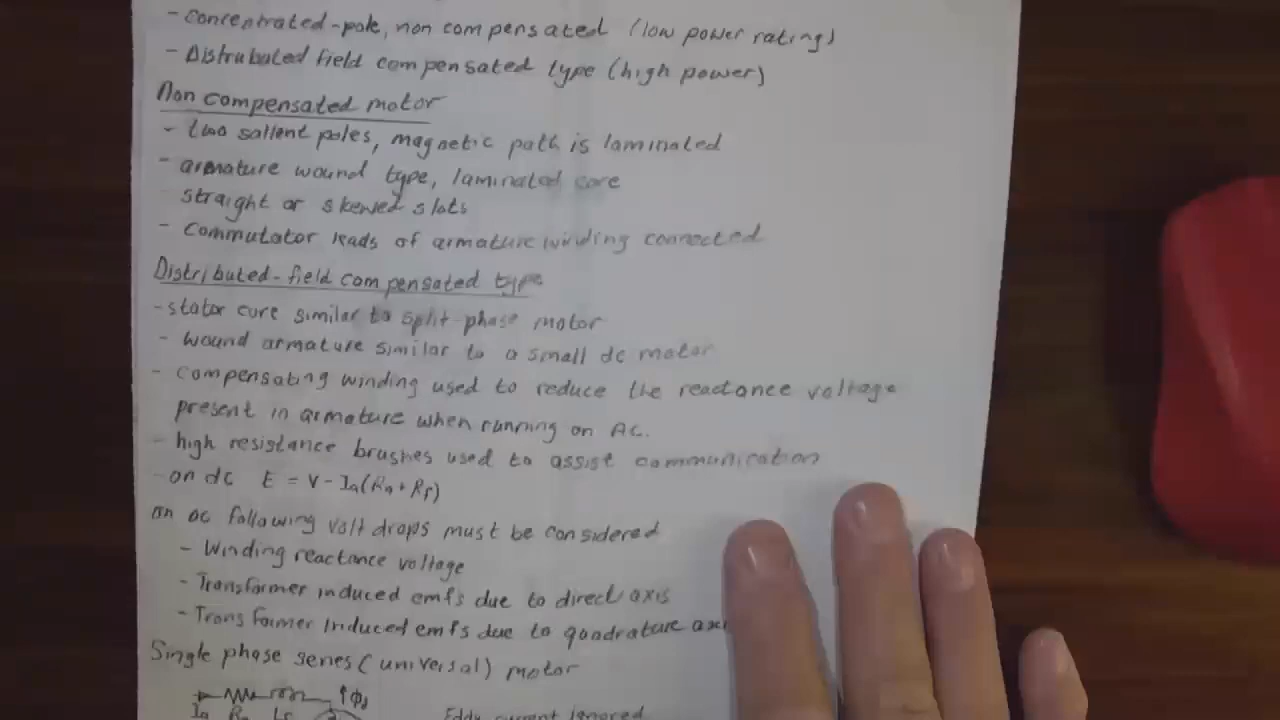 - concentrated-pole, non compensated (low power rating)
- Distrubated field compensated type (high power)
Non compensated motor
- two salient poles, magnetic path is laminated
- armature wound type, laminated core
straight or skewed slots
- commutator leads of armature winding connected
Distributed-field compensated type
- stator core similar to split-phase motor
- wound armature similar to a small dc motor
- compensating winding used to reduce the reactance voltage
present in armature when running on AC.
- high resistance brushes used to assist communication
- on dc E = V - Ia(Ra + Rf)
on ac following volt drops must be considered
- Winding reactance voltage
- Transformer induced emfs due to direct axis
- Transformer induced emfs due to quadrature
Single phase series (universal) motor
Ia Ra Lf ↑Φ
Eddy current ignored